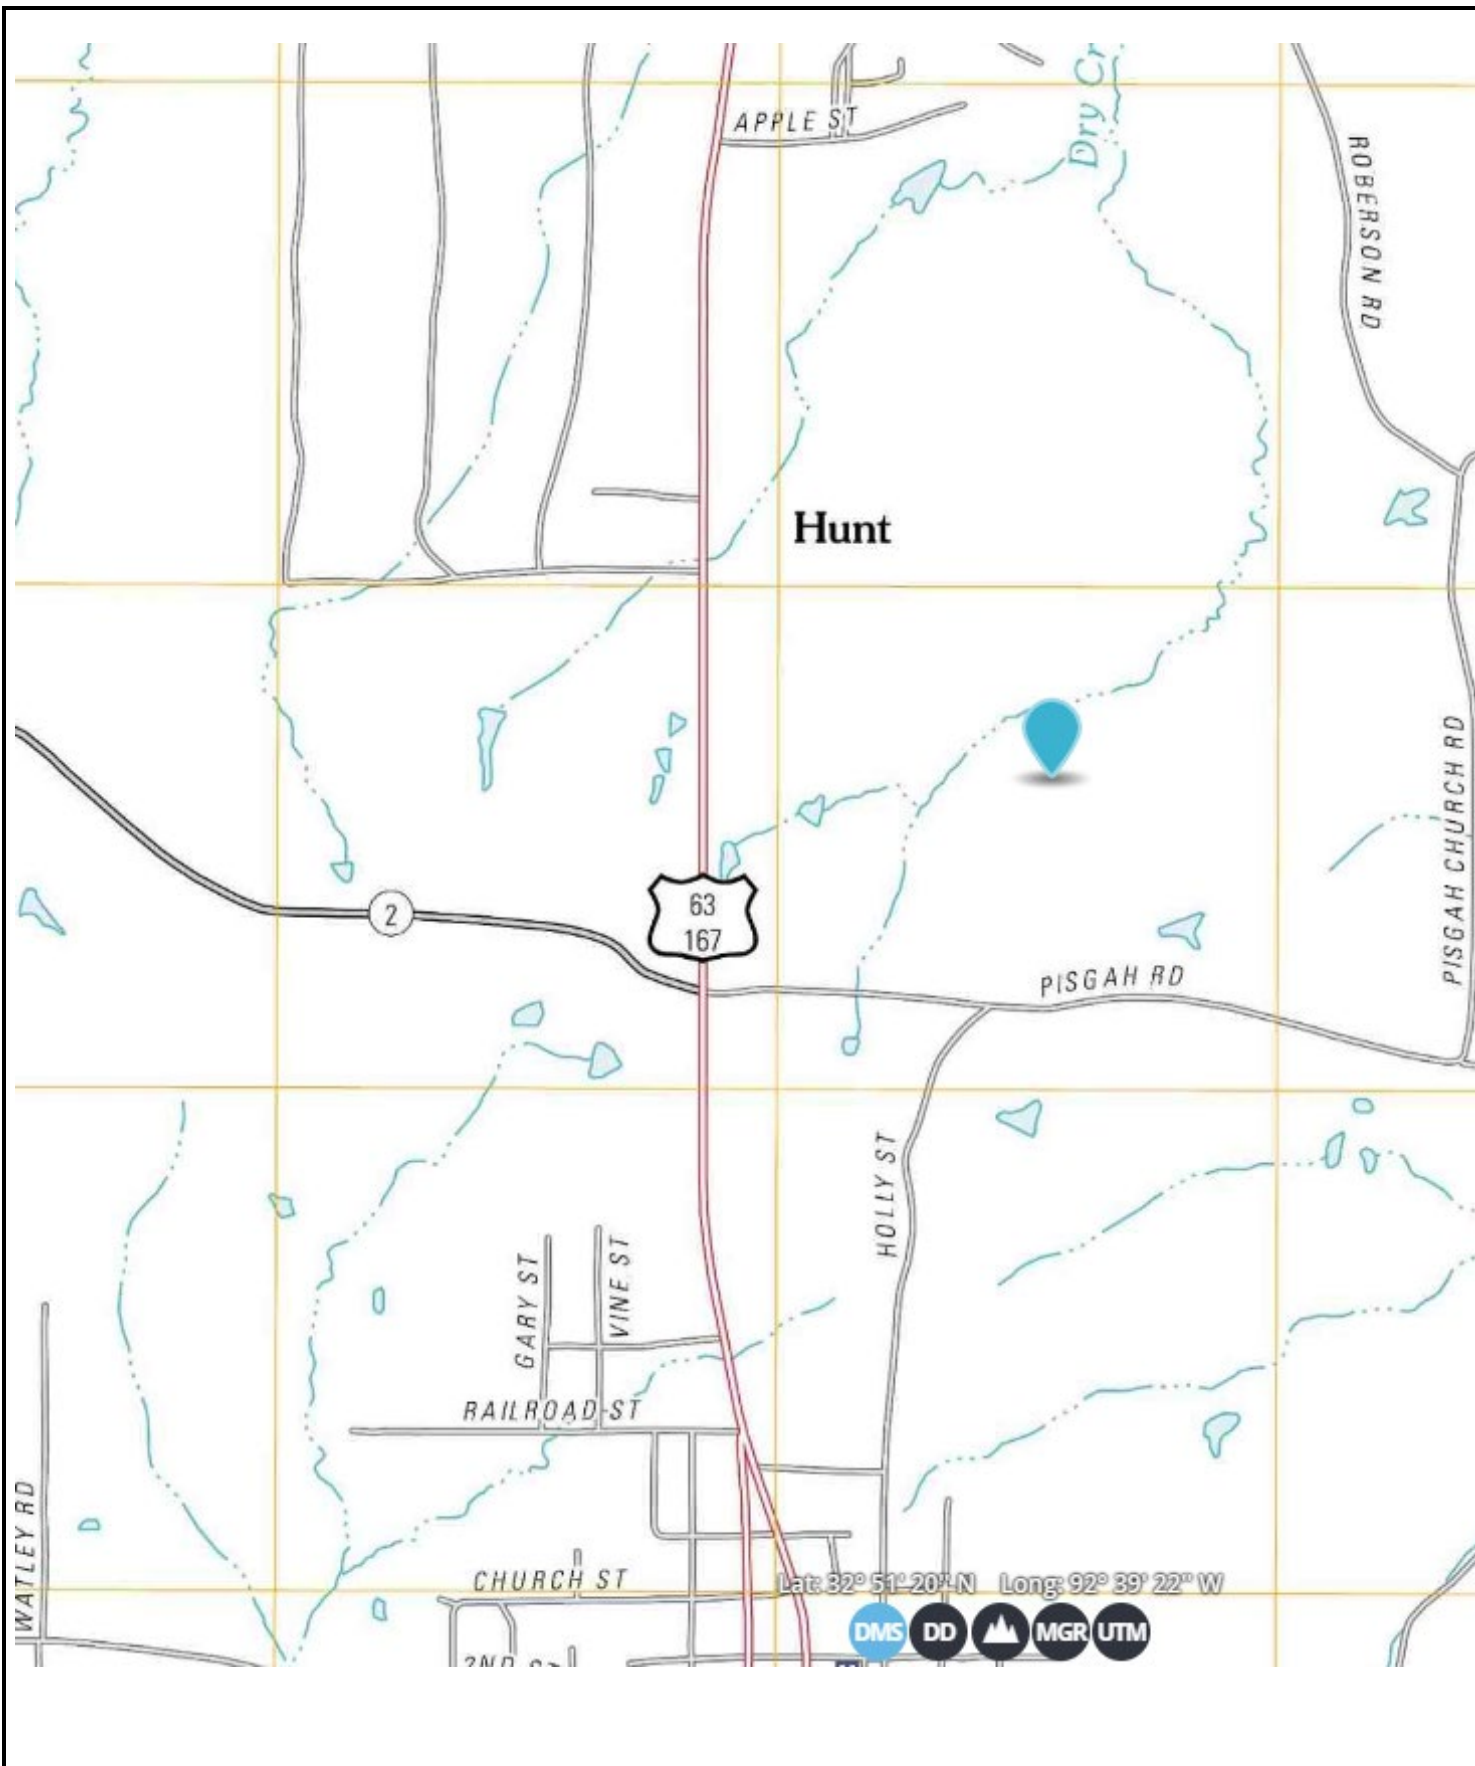 Dry Cr
APPLE ST
ROBERSON RD
Hunt
PISGAH CHURCH RD
2
63
167
PISGAH RD
HOLLY ST
GARY ST
VINE ST
RAILROAD ST
WATLEY RD
CHURCH ST
Lat: 32° 51' 20" N Long: 92° 39' 22" W
DMS DD MGR UTM
2ND